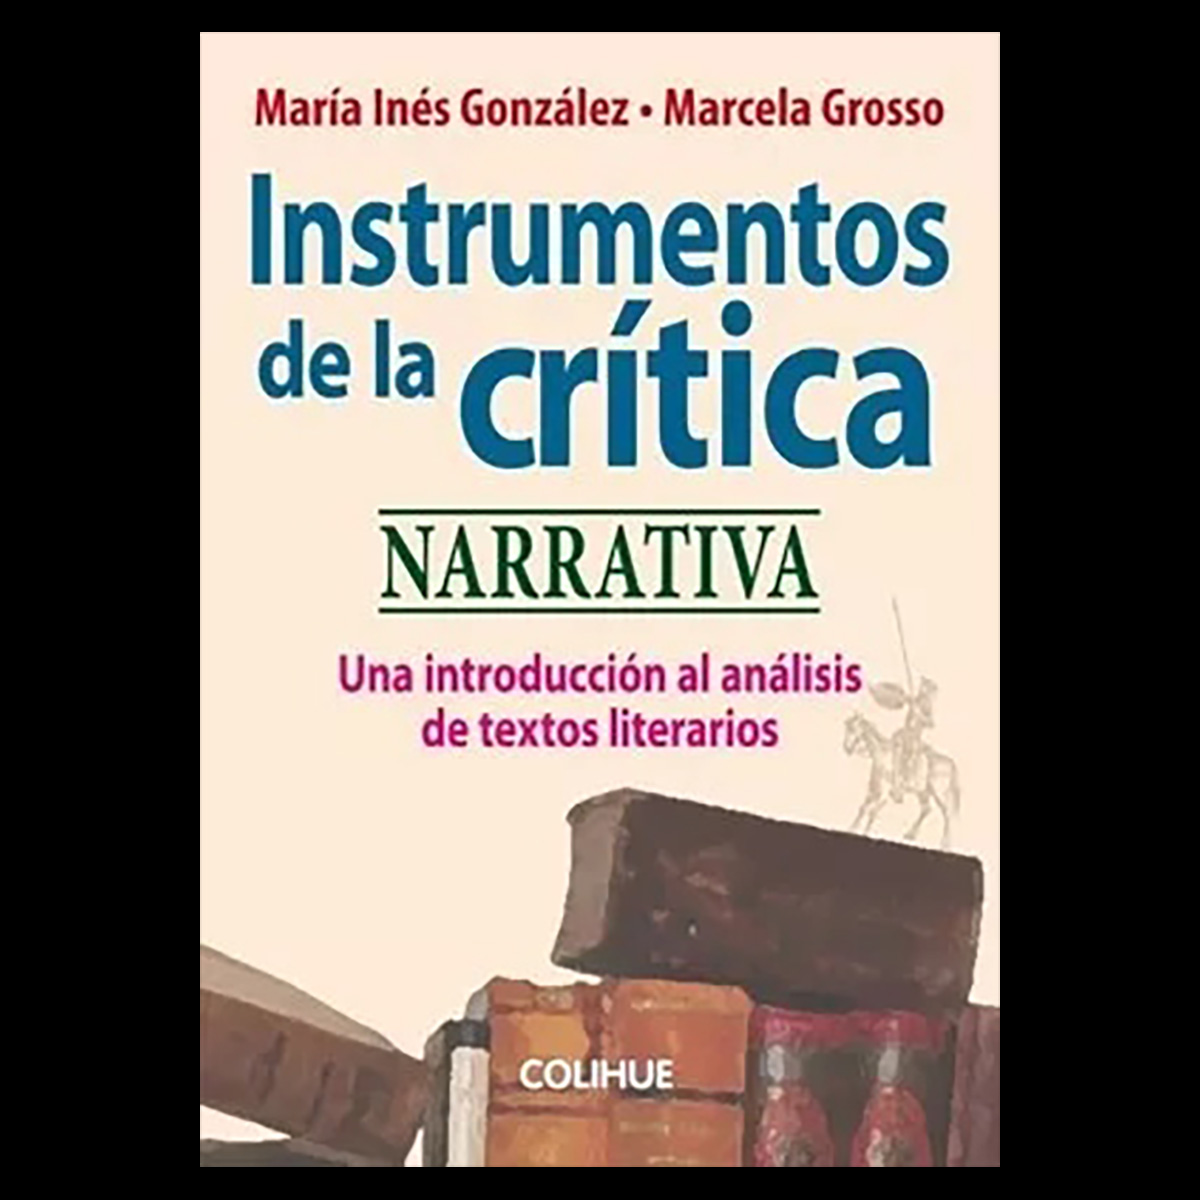 María Inés González • Marcela Grosso
Instrumentos
de la crítica
NARRATIVA
Una introducción al análisis
de textos literarios
COLIHUE